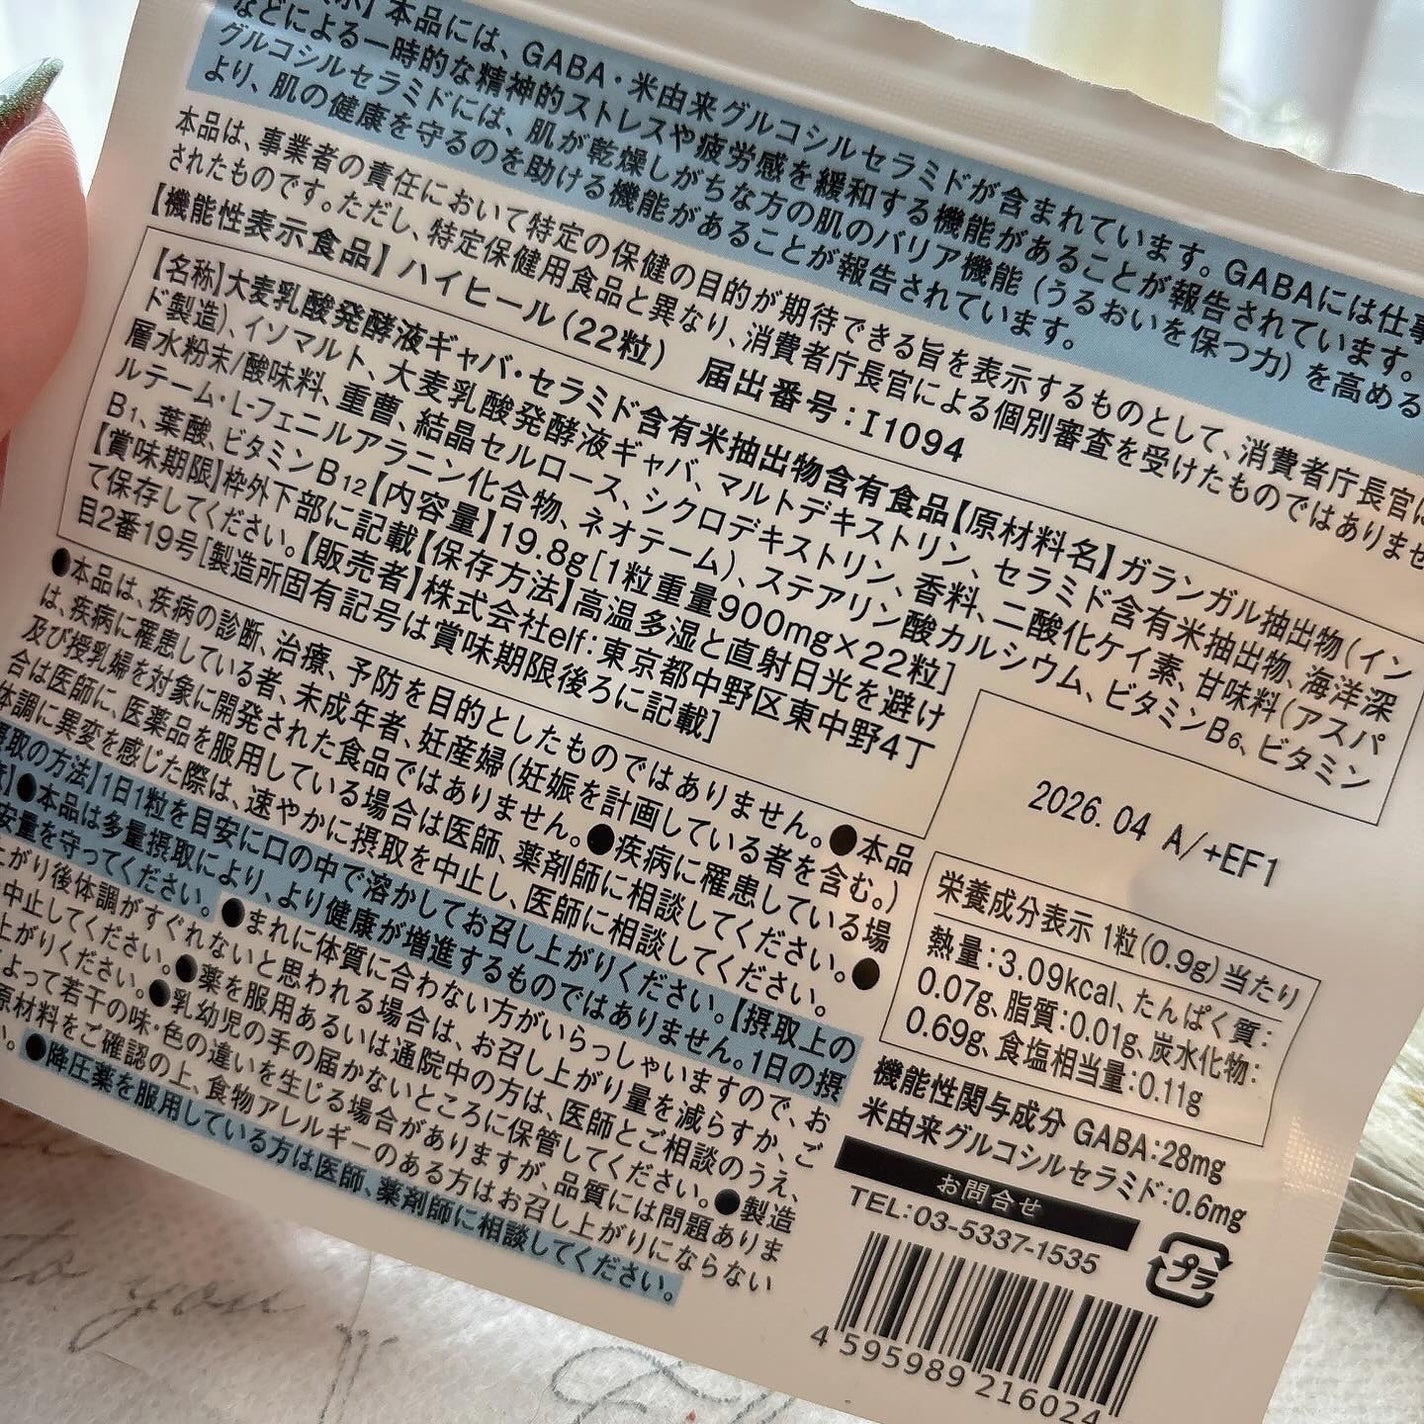 示】本品には、GABA・米由来グルコシルセラミドが含まれています。GABAには仕事
などによる一時的な精神的ストレスや疲労感を緩和する機能があることが報告されています。
グルコシルセラミドには、肌が乾燥しがちな方の肌のバリア機能(うるおいを保つ力)を高める
より、肌の健康を守るのを助ける機能があることが報告されています。
本品は、事業者の責任において特定の保健の目的が期待できる旨を表示するものとして、消費者庁長官に
されたものです。ただし、特定保健用食品と異なり、消費者庁長官による個別審査を受けたものではありませ
【機能性表示食品】ハイヒール(22粒) 届出番号:I1094
【名称】大麦乳酸発酵液ギャバ・セラミド含有米抽出物含有食品【原材料名】ガランガル抽出物(イン
ド製造)、イソマルト、大麦乳酸発酵液ギャバ、マルトデキストリン、セラミド含有米抽出物、海洋深
層水粉末/酸味料、重曹、結晶セルロース、シクロデキストリン、香料、二酸化ケイ素、甘味料(アスパ
ルテーム・L-フェニルアラニン化合物、ネオテーム)、ステアリン酸カルシウム、ビタミンB6、ビタミン
B1、葉酸、ビタミンB12【内容量】19.8g[1粒重量900mg×22粒]
【賞味期限】枠外下部に記載【保存方法】高温多湿と直射日光を避け
て保存してください。【販売者】株式会社elf:東京都中野区東中野4丁
目2番19号[製造所固有記号は賞味期限後ろに記載]
●本品は、疾病の診断、治療、予防を目的としたものではありません。●本品
は、疾病に罹患している者、未成年者、妊産婦(妊娠を計画している者を含む。)
及び授乳婦を対象に開発された食品ではありません。●疾病に罹患している場
合は医師に、医薬品を服用している場合は医師、薬剤師に相談してください。●
体調に異変を感じた際は、速やかに摂取を中止し、医師に相談してください。
摂取の方法】1日1粒を目安に口の中で溶かしてお召し上がりください。【摂取上の
】●本品は多量摂取により、より健康が増進するものではありません。1日の摂
安量を守ってください。●まれに体質に合わない方がいらっしゃいますので、お
がり後体調がすぐれないと思われる場合は、お召し上がり量を減らすか、ご
中止してください。●薬を服用あるいは通院中の方は、医師とご相談のうえ、
上がりください。●乳幼児の手の届かないところに保管してください。●製造
よって若干の味・色の違いを生じる場合がありますが、品質には問題ありま
原材料をご確認の上、食物アレルギーのある方はお召し上がりにならない
い。●降圧薬を服用している方は医師、薬剤師に相談してください。
2026.04 A/+EF1
栄養成分表示 1粒(0.9g)当たり
熱量:3.09kcal、たんぱく質:
0.07g、脂質:0.01g、炭水化物:
0.69g、食塩相当量:0.11g
機能性関与成分 GABA:28mg
米由来グルコシルセラミド:0.6mg
お問合せ
TEL:03-5337-1535
プラ
4 595989 216024
you